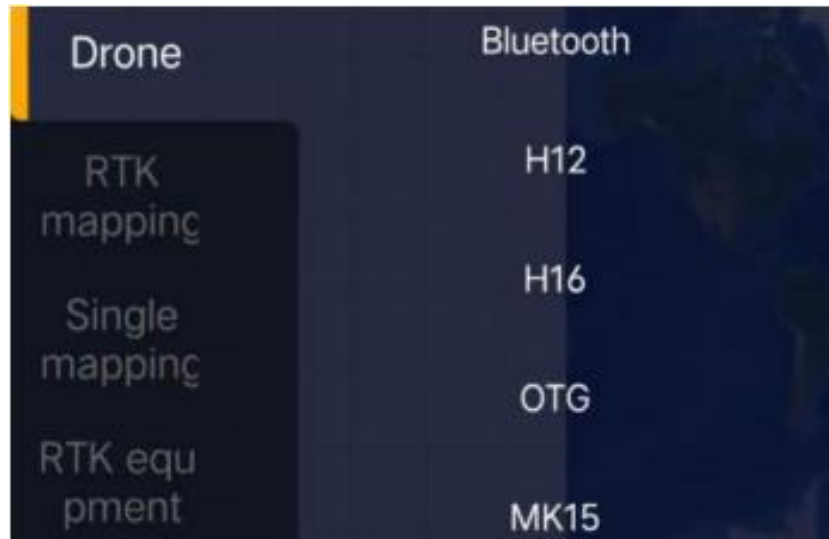 Drone
RTK
mapping
Single
mapping
RTK equ
pment
Bluetooth
H12
H16
OTG
MK15